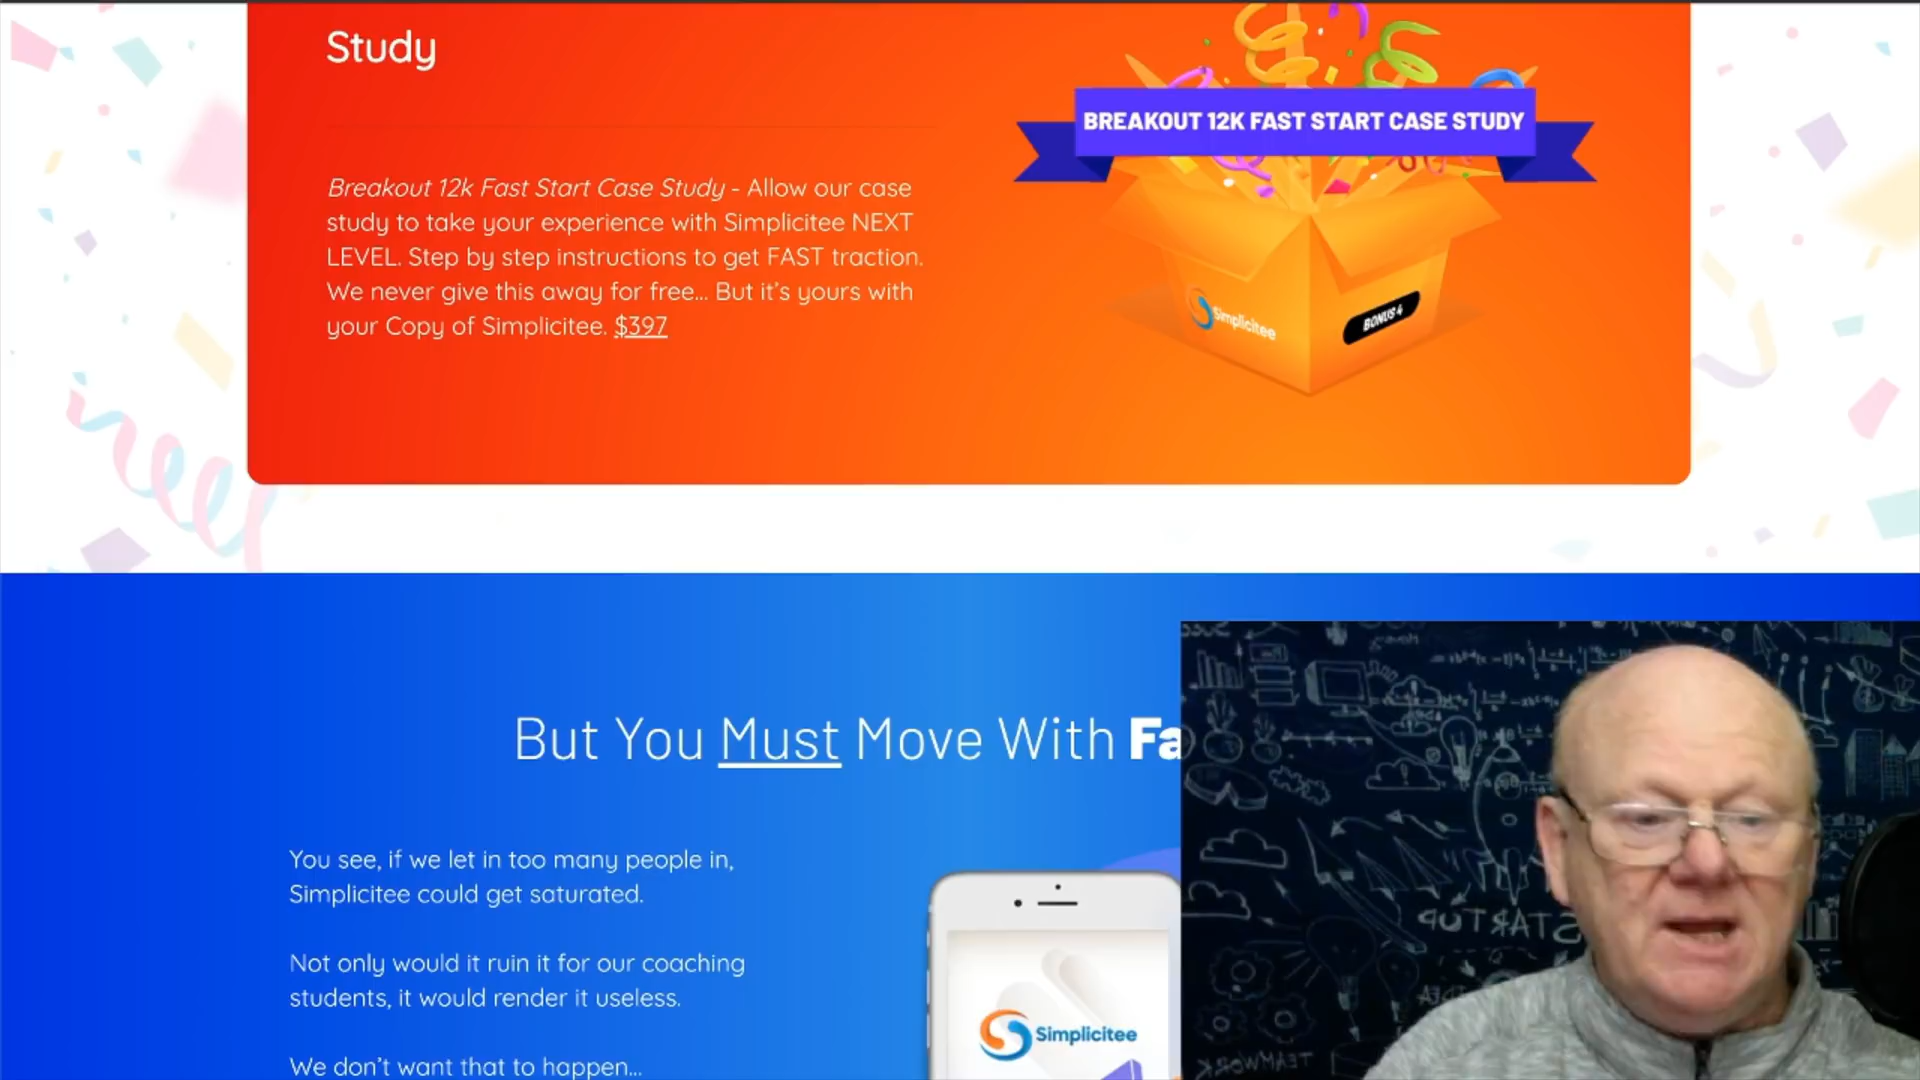 Study
BREAKOUT 12K FAST START CASE STUDY
Breakout 12k Fast Start Case Study - Allow our case
study to take your experience with Simplicitee NEXT
LEVEL. Step by step instructions to get FAST traction.
We never give this away for free... But it's yours with
your Copy of Simplicitee. $397
Simplicitee
BONUS 4
But You Must Move With Fa
You see, if we let in too many people in,
Simplicitee could get saturated.
Not only would it ruin it for our coaching
students, it would render it useless.
We don't want that to happen...
Simplicitee
STARTUP
TEAMWORK